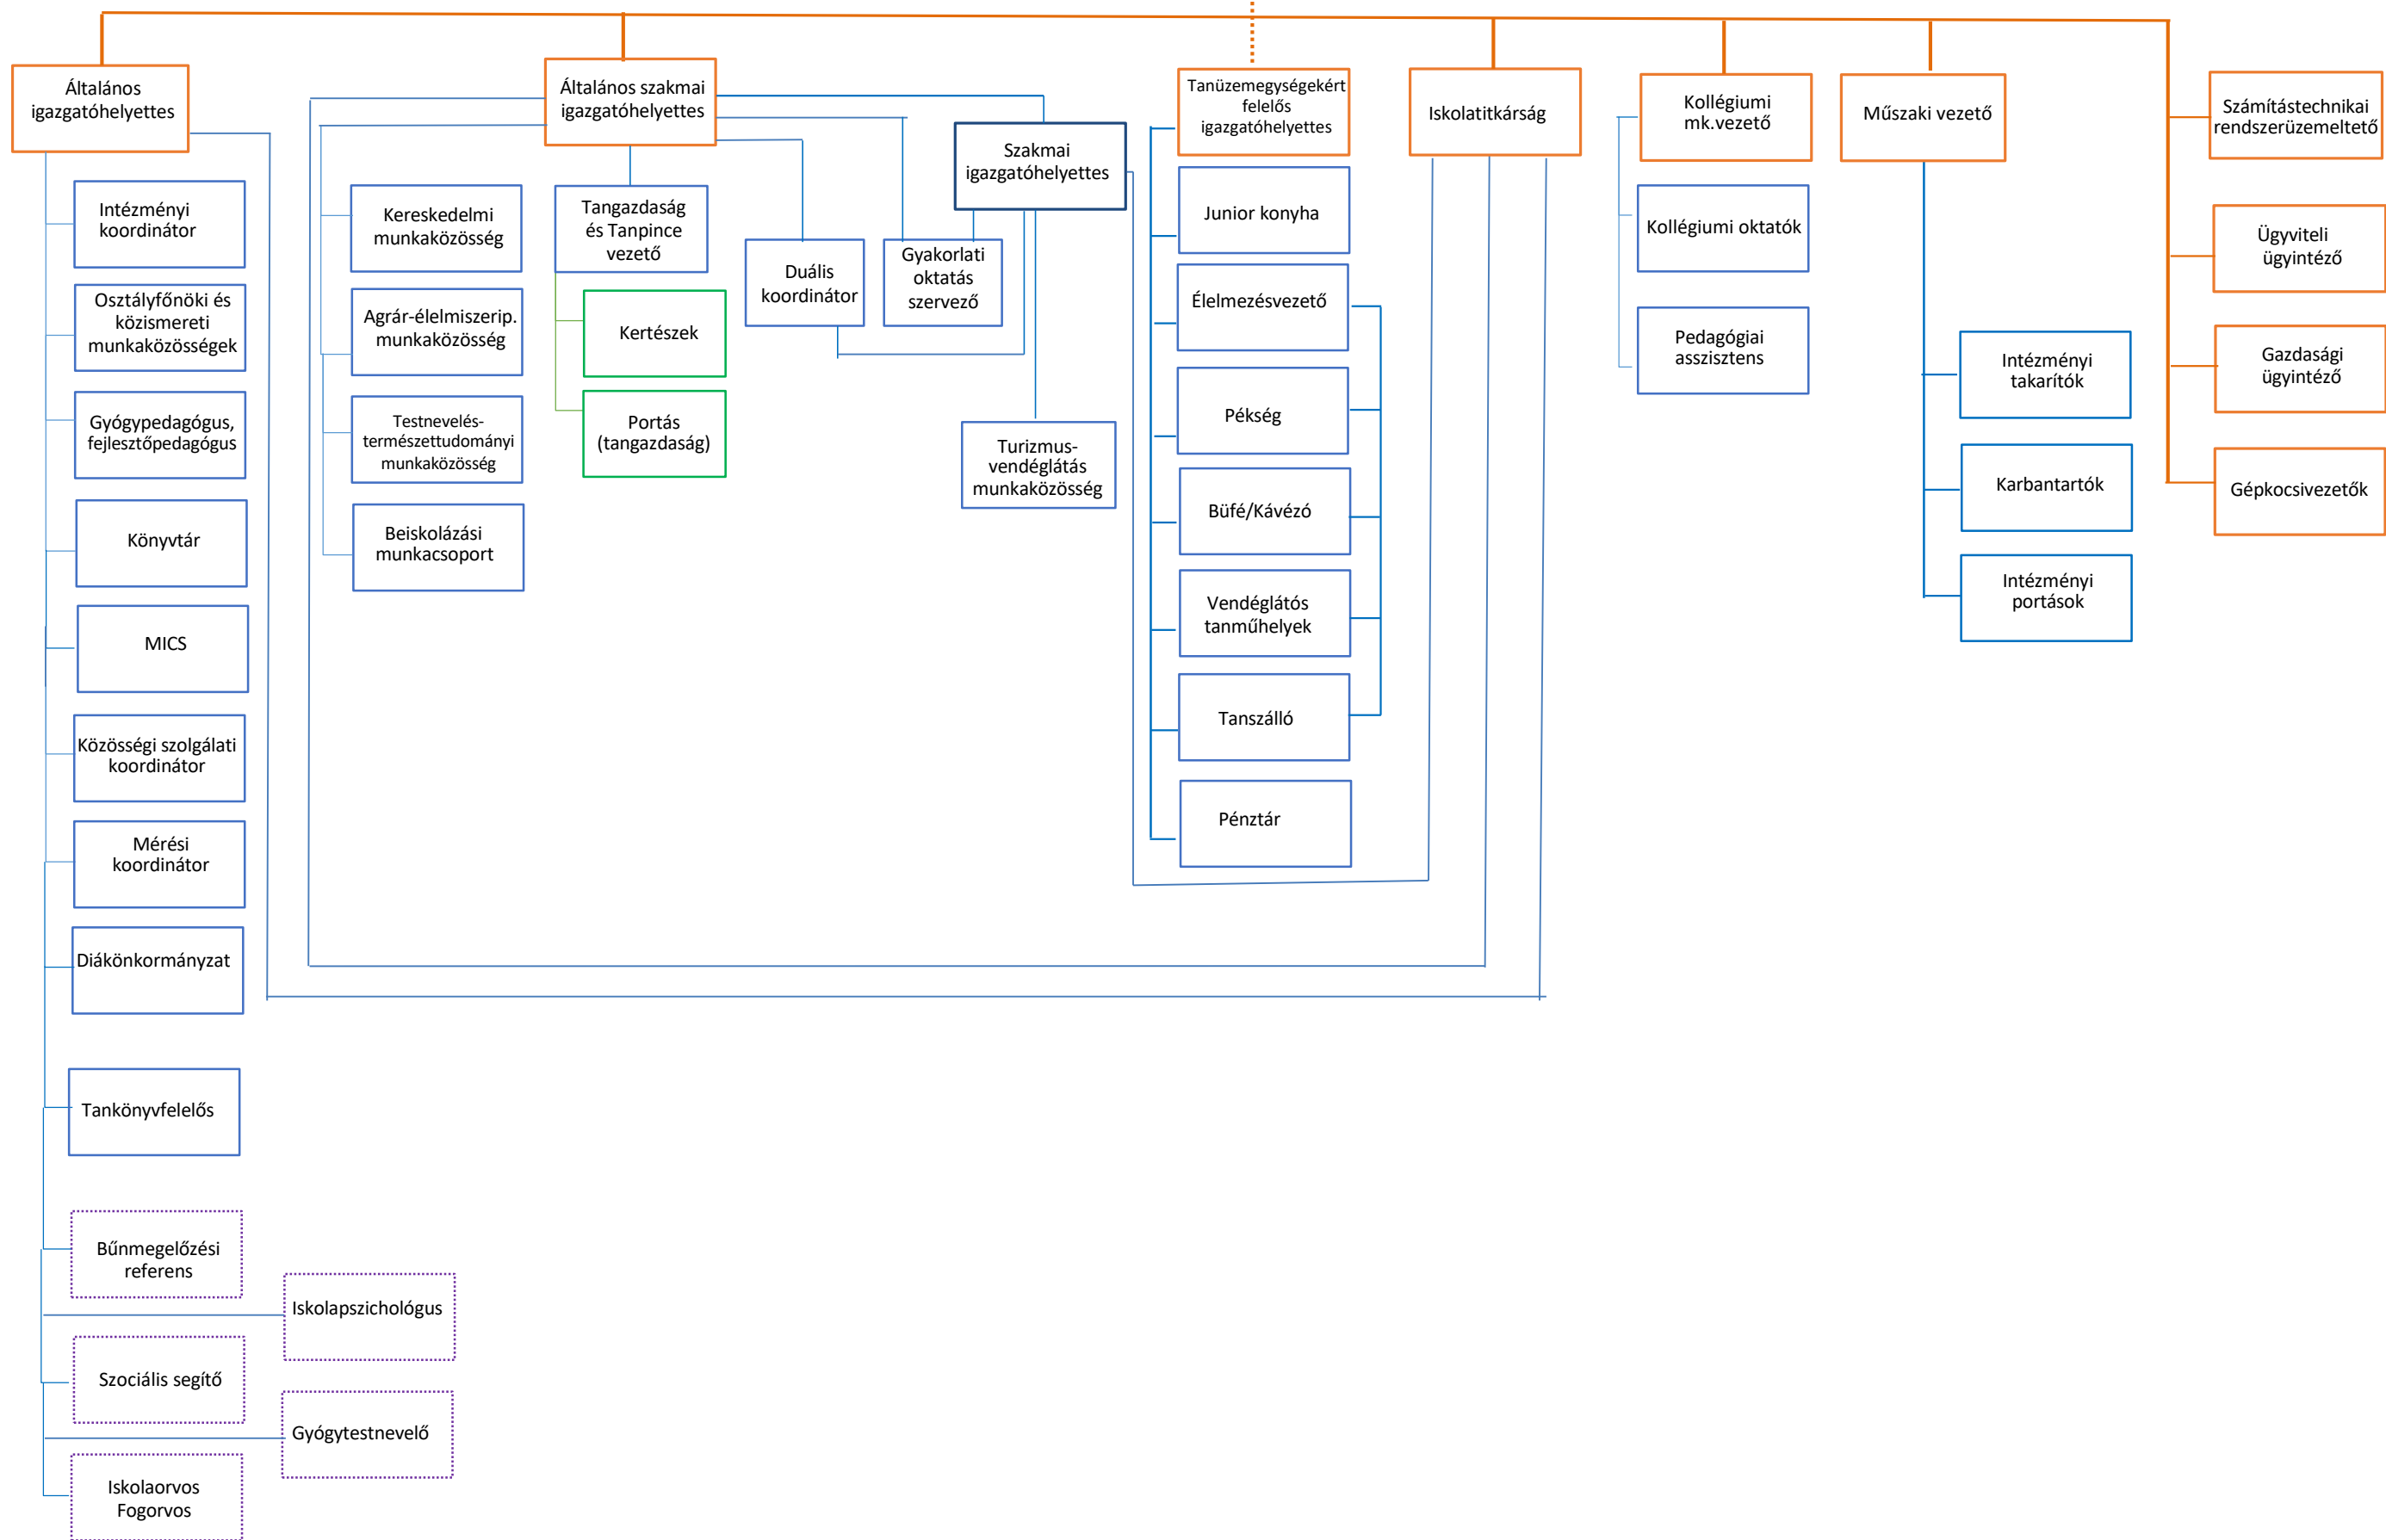 Általános
igazgatóhelyettes
Intézményi
koordinátor
Osztályfőnöki és
közismereti
munkaközösségek
Gyógypedagógus,
fejlesztőpedagógus
Könyvtár
MICS
Közösségi szolgálati
koordinátor
Mérési
koordinátor
Diákönkormányzat
Tankönyvfelelős
Bűnmegelőzési
referens
Iskolapszichológus
Szociális segítő
Gyógytestnevelő
Iskolaorvos
Fogorvos
Általános szakmai
igazgatóhelyettes
Kereskedelmi
munkaközösség
Agrár-élelmiszerip.
munkaközösség
Testnevelés-
természettudományi
munkaközösség
Beiskolázási
munkacsoport
Tangazdaság
és Tanpince
vezető
Kertészek
Portás
(tangazdaság)
Duális
koordinátor
Gyakorlati
oktatás
szervező
Szakmai
igazgatóhelyettes
Turizmus-
vendéglátás
munkaközösség
Tanüzemegységekért
felelős
igazgatóhelyettes
Junior konyha
Élelmezésvezető
Pékség
Büfé/Kávézó
Vendéglátós
tanműhelyek
Tanszálló
Pénztár
Iskolatitkárság
Kollégiumi
mk.vezető
Kollégiumi oktatók
Pedagógiai
asszisztens
Műszaki vezető
Intézményi
takarítók
Karbantartók
Intézményi
portások
Számítástechnikai
rendszerüzemeltető
Ügyviteli
ügyintéző
Gazdasági
ügyintéző
Gépkocsivezetők